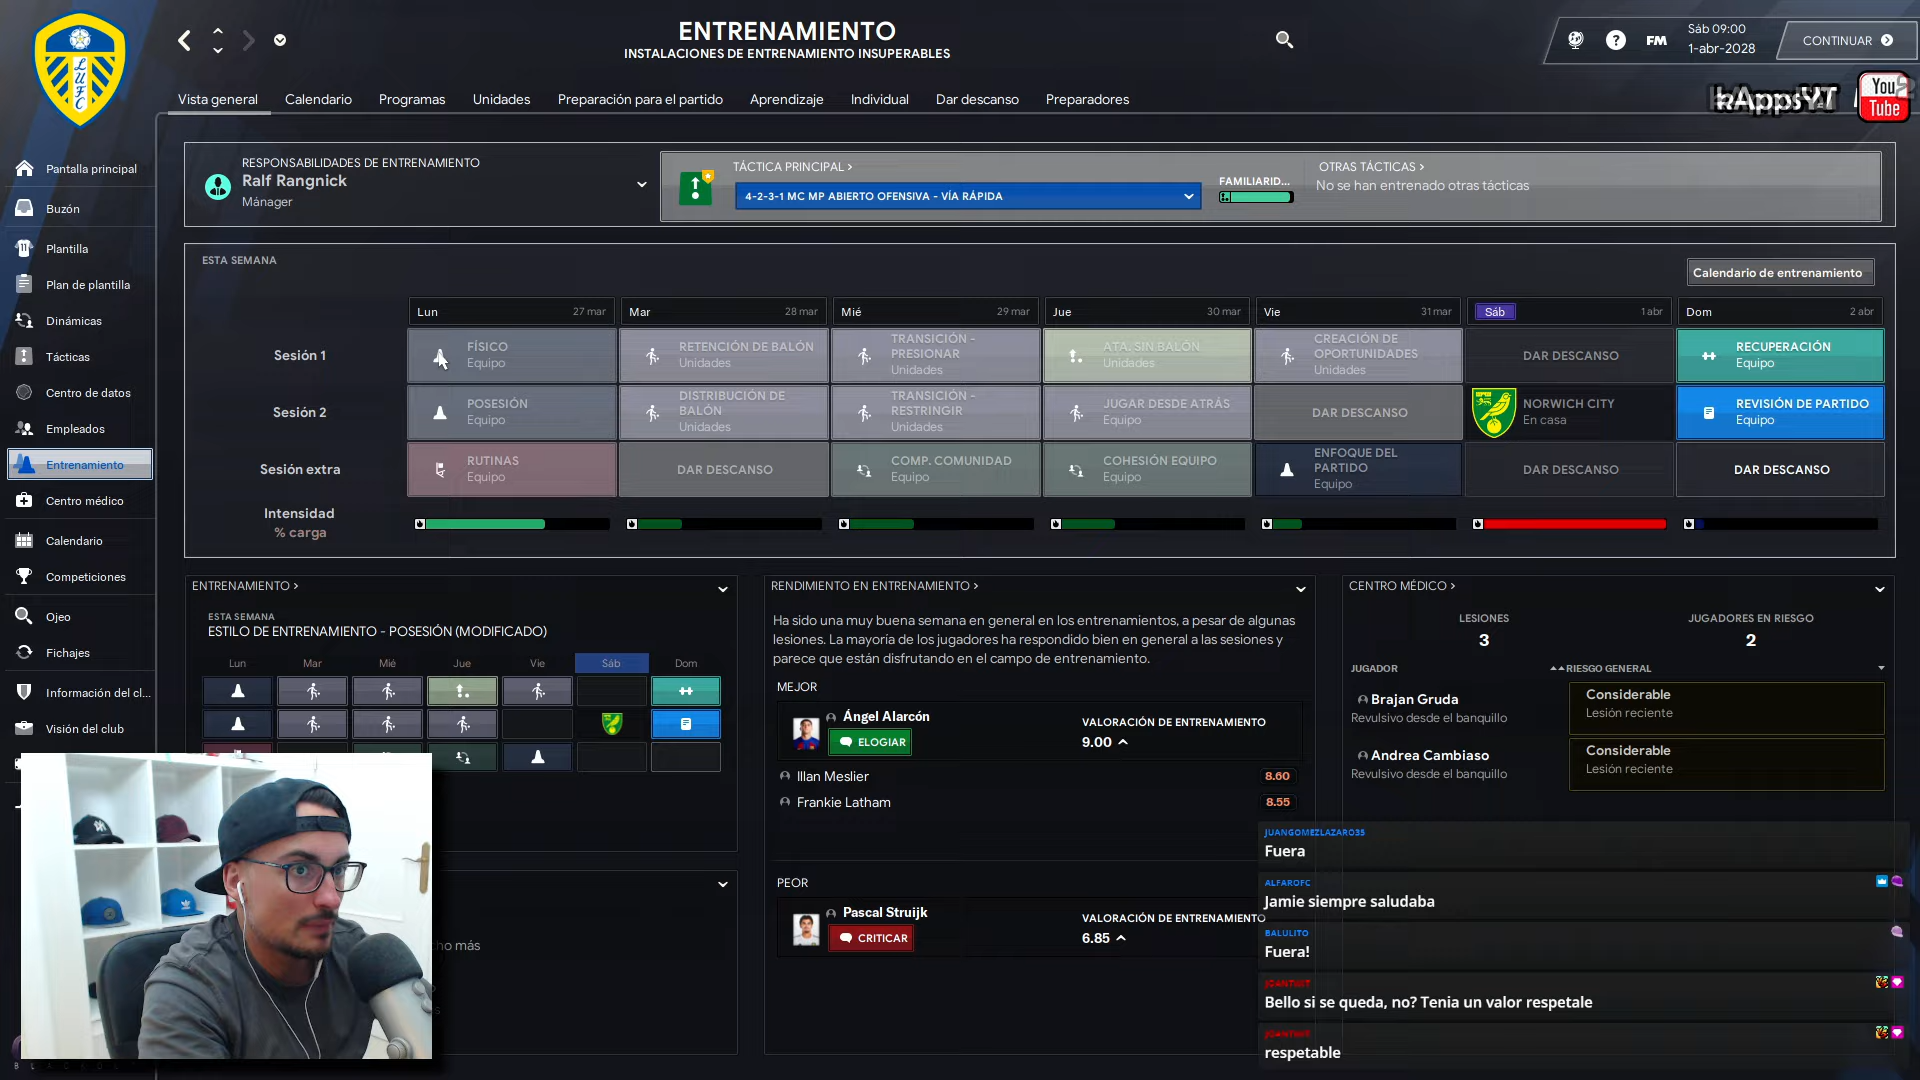 ENTRENAMIENTO
INSTALACIONES DE ENTRENAMIENTO INSUPERABLES
FM
Sáb 09:00
1-abr-2028
CONTINUAR
Vista general
Calendario
Programas
Unidades
Preparación para el partido
Aprendizaje
Individual
Dar descanso
Preparadores
kAppsYT
You
Tube
LUFC
Pantalla principal
Buzón
Plantilla
Plan de plantilla
Dinámicas
Tácticas
Centro de datos
Empleados
Entrenamiento
Centro médico
Calendario
Competiciones
Ojeo
Fichajes
Información del cl...
Visión del club
RESPONSABILIDADES DE ENTRENAMIENTO
Ralf Rangnick
Mánager
TÁCTICA PRINCIPAL >
4-2-3-1 MC MP ABIERTO OFENSIVA - VÍA RÁPIDA
FAMILIARID...
OTRAS TÁCTICAS >
No se han entrenado otras tácticas
ESTA SEMANA
Calendario de entrenamiento
Lun 27 mar
Mar 28 mar
Mié 29 mar
Jue 30 mar
Vie 31 mar
Sáb 1 abr
Dom 2 abr
Sesión 1
FÍSICO
Equipo
RETENCIÓN DE BALÓN
Unidades
TRANSICIÓN -
PRESIONAR
Unidades
ATA. SIN BALÓN
Unidades
CREACIÓN DE
OPORTUNIDADES
Unidades
DAR DESCANSO
RECUPERACIÓN
Equipo
Sesión 2
POSESIÓN
Equipo
DISTRIBUCIÓN DE
BALÓN
Unidades
TRANSICIÓN -
RESTRINGIR
Unidades
JUGAR DESDE ATRÁS
Equipo
DAR DESCANSO
NORWICH CITY
En casa
REVISIÓN DE PARTIDO
Equipo
Sesión extra
RUTINAS
Equipo
DAR DESCANSO
COMP. COMUNIDAD
Equipo
COHESIÓN EQUIPO
Equipo
ENFOQUE DEL
PARTIDO
Equipo
DAR DESCANSO
DAR DESCANSO
Intensidad
% carga
ENTRENAMIENTO >
ESTA SEMANA
ESTILO DE ENTRENAMIENTO - POSESIÓN (MODIFICADO)
Lun Mar Mié Jue Vie Sáb Dom
cho más
RENDIMIENTO EN ENTRENAMIENTO >
Ha sido una muy buena semana en general en los entrenamientos, a pesar de algunas
lesiones. La mayoría de los jugadores ha respondido bien en general a las sesiones y
parece que están disfrutando en el campo de entrenamiento.
MEJOR
Ángel Alarcón
ELOGIAR
VALORACIÓN DE ENTRENAMIENTO
9.00
Illan Meslier 8.60
Frankie Latham 8.55
PEOR
Pascal Struijk
CRITICAR
VALORACIÓN DE ENTRENAMIENTO
6.85
CENTRO MÉDICO >
LESIONES
3
JUGADORES EN RIESGO
2
JUGADOR
RIESGO GENERAL
Brajan Gruda
Revulsivo desde el banquillo
Considerable
Lesión reciente
Andrea Cambiaso
Revulsivo desde el banquillo
Considerable
Lesión reciente
JUANGOMEZLAZARO35
Fuera
ALFAROFC
Jamie siempre saludaba
BALULITO
Fuera!
Bello si se queda, no? Tenia un valor respetale
respetable